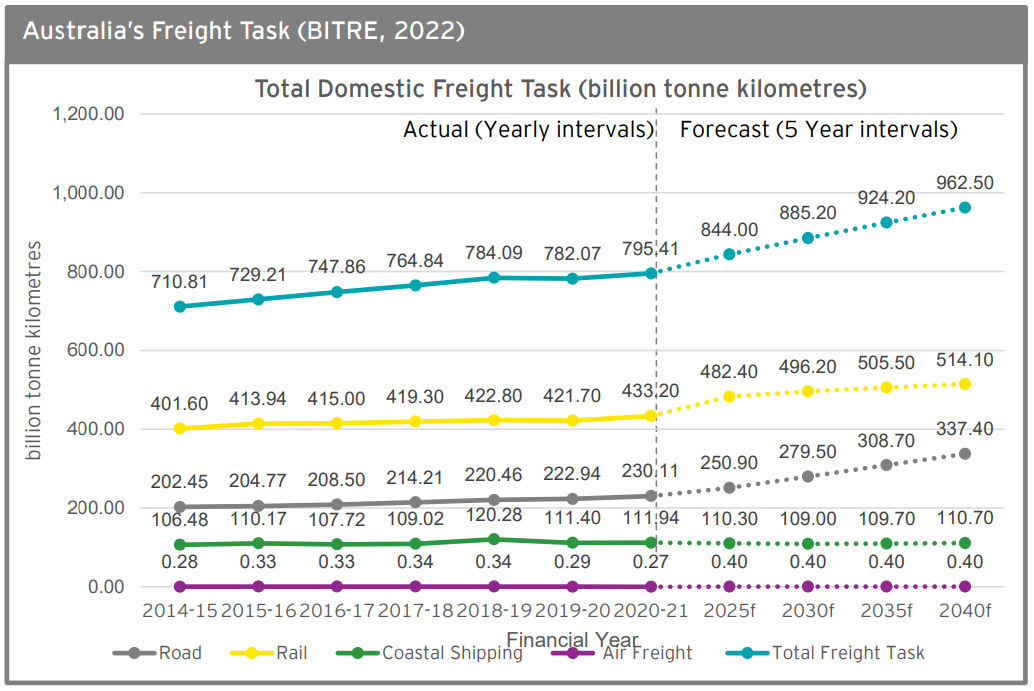 Australia's Freight Task (BITRE, 2022)
Total Domestic Freight Task (billion tonne kilometres)
Actual (Yearly intervals) Forecast (5 Year intervals)
billion tonne kilometres
1,200.00
1,000.00
800.00
600.00
400.00
200.00
0.00
710.81 729.21 747.86 764.84 784.09 782.07 795.41 844.00 885.20 924.20 962.50
401.60 413.94 415.00 419.30 422.80 421.70 433.20 482.40 496.20 505.50 514.10
202.45 204.77 208.50 214.21 220.46 222.94 230.11 250.90 279.50 308.70 337.40
106.48 110.17 107.72 109.02 120.28 111.40 111.94 110.30 109.00 109.70 110.70
0.28 0.33 0.33 0.34 0.34 0.29 0.27 0.40 0.40 0.40 0.40
2014-15 2015-16 2016-17 2017-18 2018-19 2019-20 2020-21 2025f 2030f 2035f 2040f
Financial Year
Road Rail Coastal Shipping Air Freight Total Freight Task